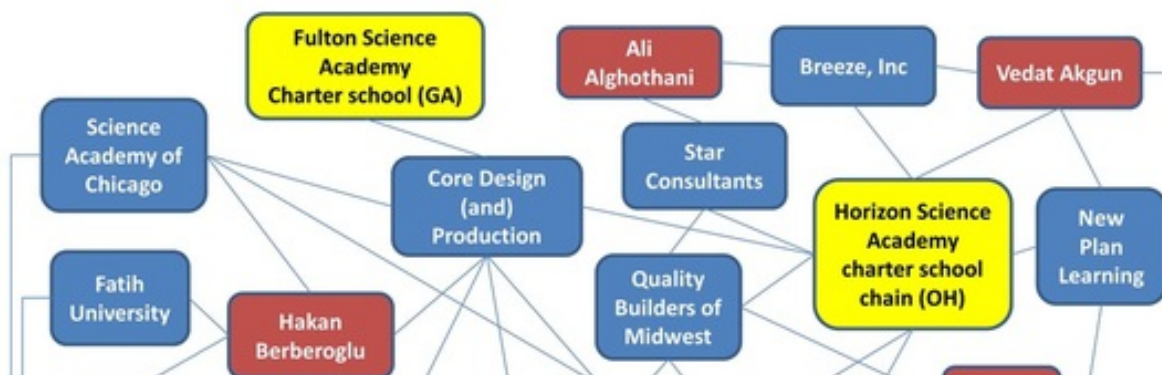 Fulton Science
Academy
Charter school (GA)
Ali
Alghothani
Breeze, Inc
Vedat Akgun
Science
Academy of
Chicago
Core Design
(and)
Production
Star
Consultants
Horizon Science
Academy
charter school
chain (OH)
New
Plan
Learning
Fatih
University
Hakan
Berberoglu
Quality
Builders of
Midwest